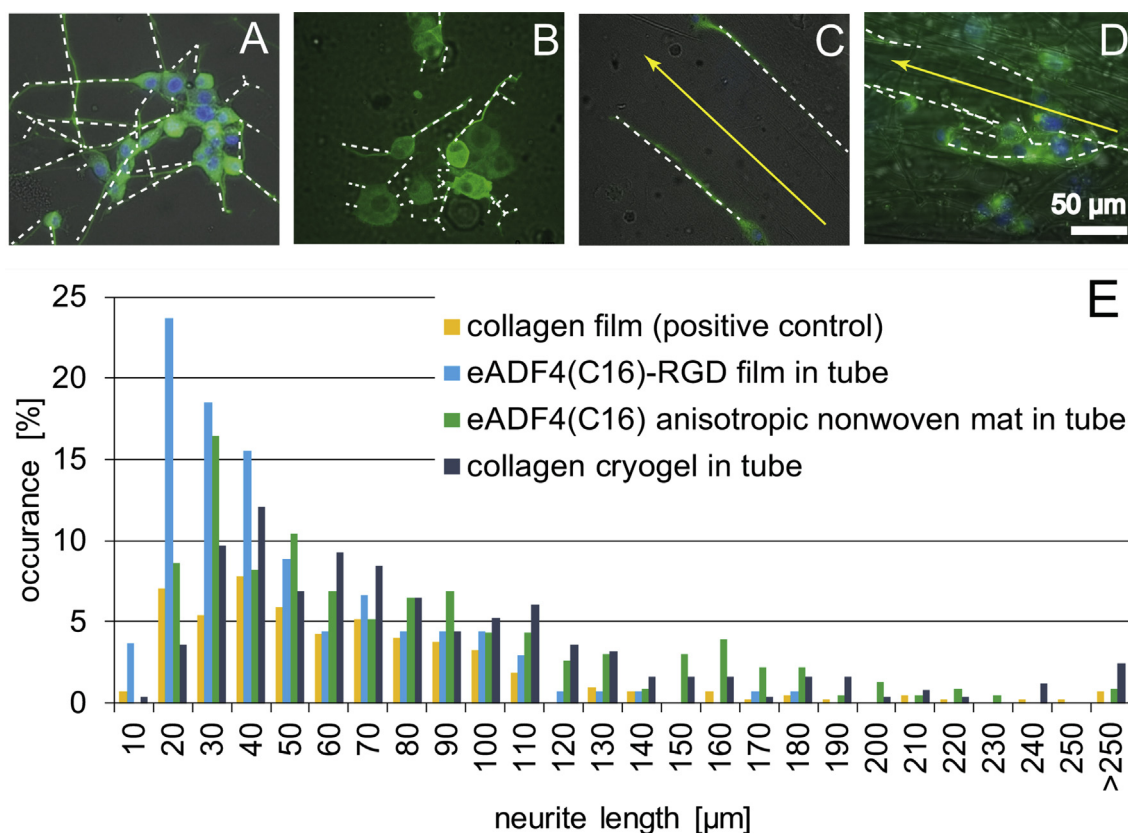 A
B
C
D
50 µm
E
25
20
15
10
5
0
occurance [%]
collagen film (positive control)
eADF4(C16)-RGD film in tube
eADF4(C16) anisotropic nonwoven mat in tube
collagen cryogel in tube
10
20
30
40
50
60
70
80
90
100
110
120
130
140
150
160
170
180
190
200
210
220
230
240
250
>250
neurite length [µm]